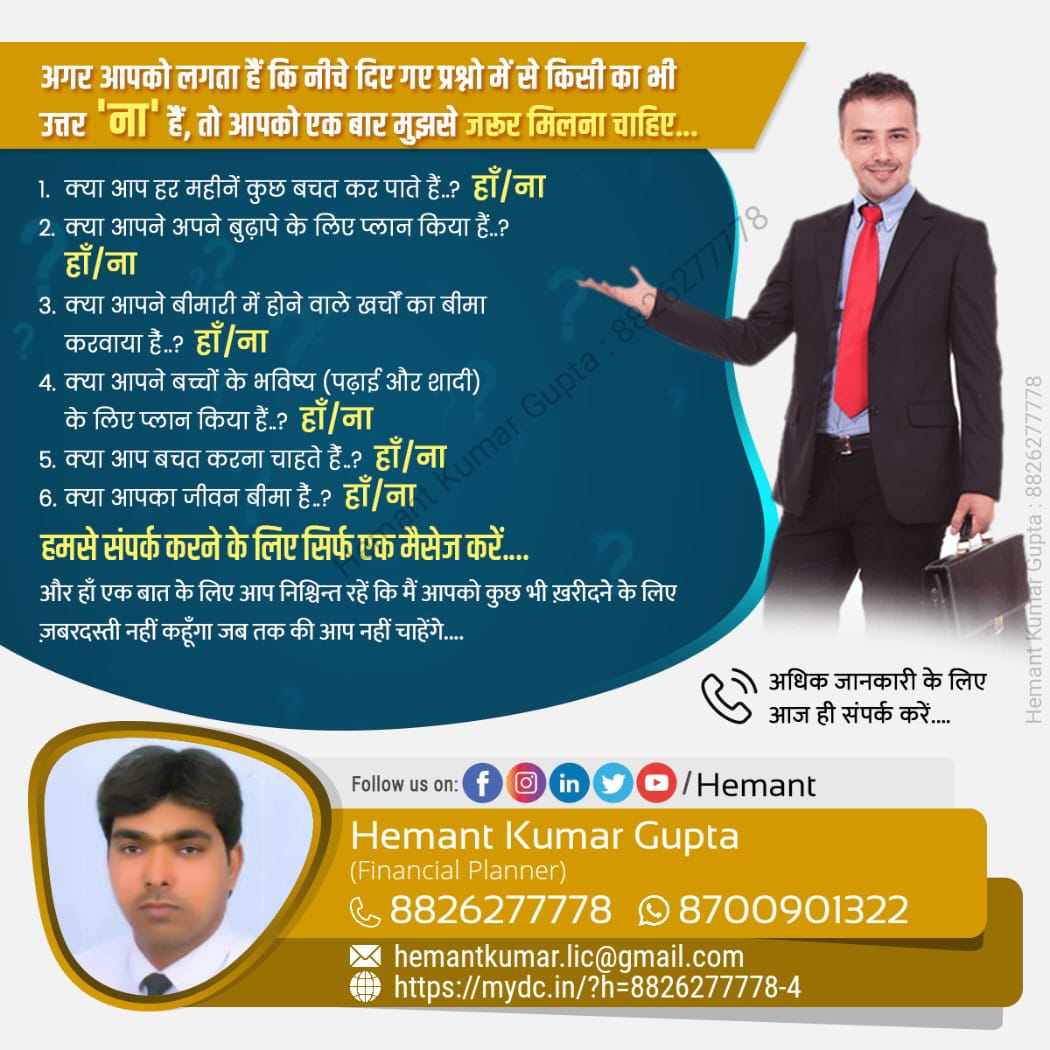 अगर आपको लगता हैं कि नीचे दिए गए प्रश्नो में से किसी का भी
उत्तर 'ना' हैं, तो आपको एक बार मुझसे जरूर मिलना चाहिए...
1. क्या आप हर महीनें कुछ बचत कर पाते हैं..? हाँ/ना
2. क्या आपने अपने बुढ़ापे के लिए प्लान किया हैं..?
हाँ/ना
3. क्या आपने बीमारी में होने वाले खर्चों का बीमा
करवाया हैं..? हाँ/ना
4. क्या आपने बच्चों के भविष्य (पढ़ाई और शादी)
के लिए प्लान किया हैं..? हाँ/ना
5. क्या आप बचत करना चाहते हैं..? हाँ/ना
6. क्या आपका जीवन बीमा हैं..? हाँ/ना
हमसे संपर्क करने के लिए सिर्फ एक मैसेज करें....
और हाँ एक बात के लिए आप निश्चिन्त रहें कि मैं आपको कुछ भी ख़रीदने के लिए
ज़बरदस्ती नहीं कहूँगा जब तक की आप नहीं चाहेंगे....
Hemant Kumar Gupta : 8826277778
Hemant Kumar Gupta : 8826277778
अधिक जानकारी के लिए
आज ही संपर्क करें....
Follow us on: / Hemant
Hemant Kumar Gupta
(Financial Planner)
8826277778 8700901322
hemantkumar.lic@gmail.com
https://mydc.in/?h=8826277778-4